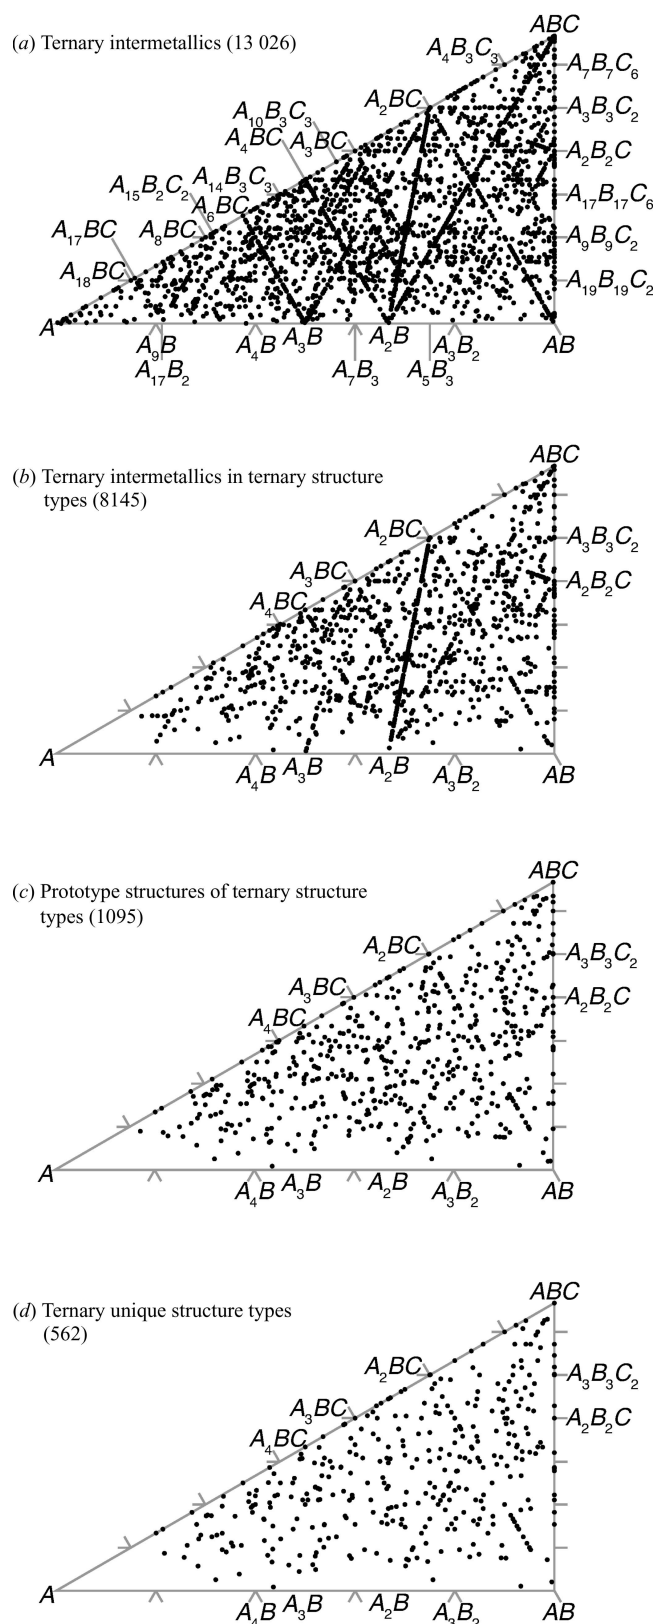 (a) Ternary intermetallics (13 026)
ABC
A₄B₃C₃
A₇B₇C₆
A₂BC
A₃B₃C₂
A₁₀B₃C₃
A₄BC
A₃BC
A₂B₂C
A₁₅B₂C₂
A₁₄B₃C₃
A₁₇B₁₇C₆
A₆BC
A₁₇BC
A₈BC
A₉B₉C₂
A₁₈BC
A₁₉B₁₉C₂
A
A₉B
A₄B
A₃B
A₂B
A₃B₂
AB
A₁₇B₂
A₇B₃
A₅B₃
(b) Ternary intermetallics in ternary structure
types (8145)
ABC
A₂BC
A₃B₃C₂
A₃BC
A₂B₂C
A₄BC
A
A₄B
A₃B
A₂B
A₃B₂
AB
(c) Prototype structures of ternary structure
types (1095)
ABC
A₂BC
A₃B₃C₂
A₃BC
A₂B₂C
A₄BC
A
A₄B
A₃B
A₂B
A₃B₂
AB
(d) Ternary unique structure types
(562)
ABC
A₂BC
A₃B₃C₂
A₃BC
A₂B₂C
A₄BC
A
A₄B
A₃B
A₂B
A₃B₂
AB